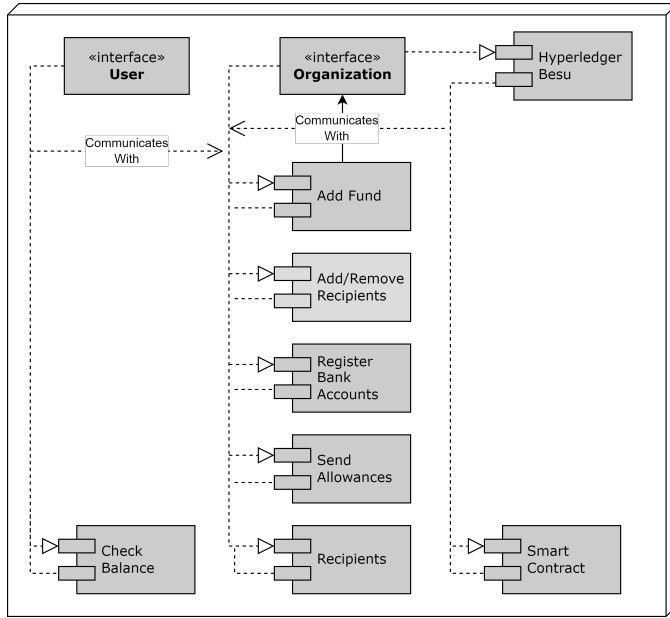 «interface»
User
«interface»
Organization
Hyperledger
Besu
Communicates
With
Communicates
With
Add Fund
Add/Remove
Recipients
Register
Bank
Accounts
Send
Allowances
Check
Balance
Recipients
Smart
Contract